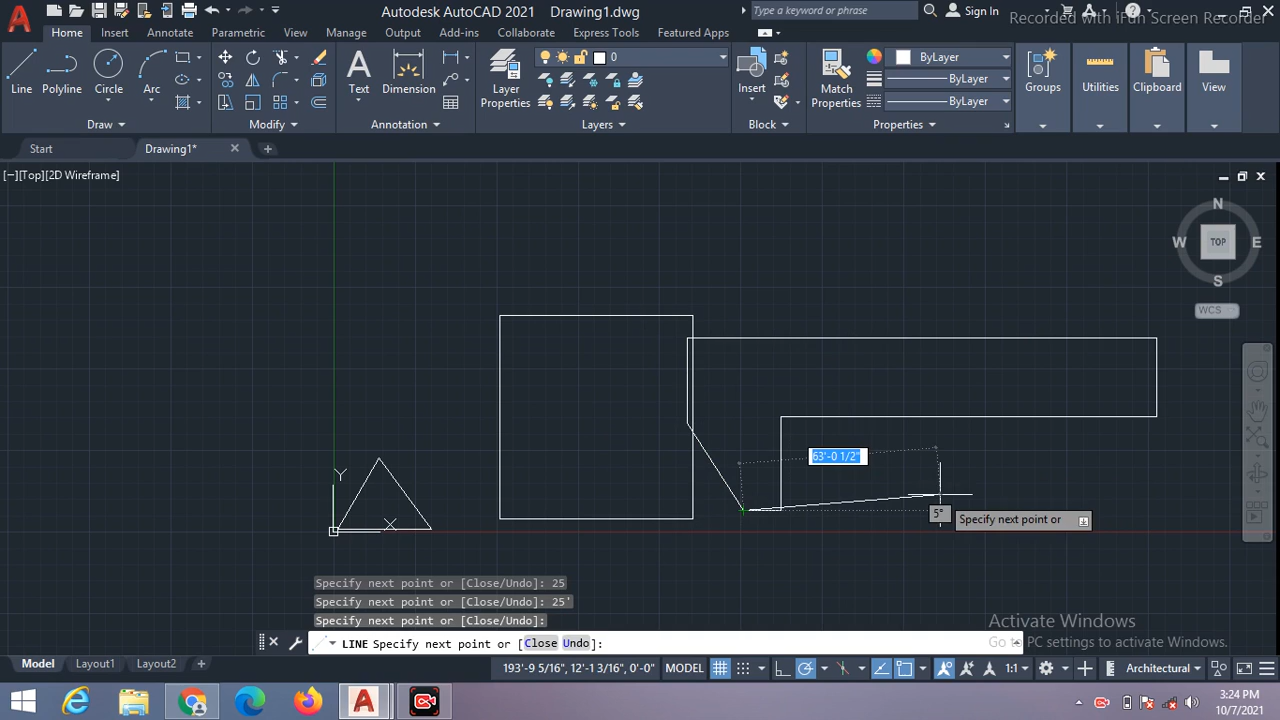 Autodesk AutoCAD 2021 Drawing1.dwg
Type a keyword or phrase
Sign In
Recorded with iFun Screen Recorder
Home Insert Annotate Parametric View Manage Output Add-ins Collaborate Express Tools Featured Apps
Line Polyline Circle Arc
Text Dimension
Layer Properties
0
Insert
Match Properties
ByLayer
ByLayer
ByLayer
Groups
Utilities
Clipboard
View
Draw
Modify
Annotation
Layers
Block
Properties
Start
Drawing1*
[−][Top][2D Wireframe]
N
W TOP E
S
WCS
Y
X
63'-0 1/2"
5°
Specify next point or
Specify next point or [Close/Undo]: 25
Specify next point or [Close/Undo]: 25'
Specify next point or [Close/Undo]:
LINE Specify next point or [Close Undo]:
Activate Windows
Go to PC settings to activate Windows.
Model Layout1 Layout2
193'-9 5/16", 12'-1 3/16", 0'-0" MODEL
1:1
Architectural
3:24 PM
10/7/2021